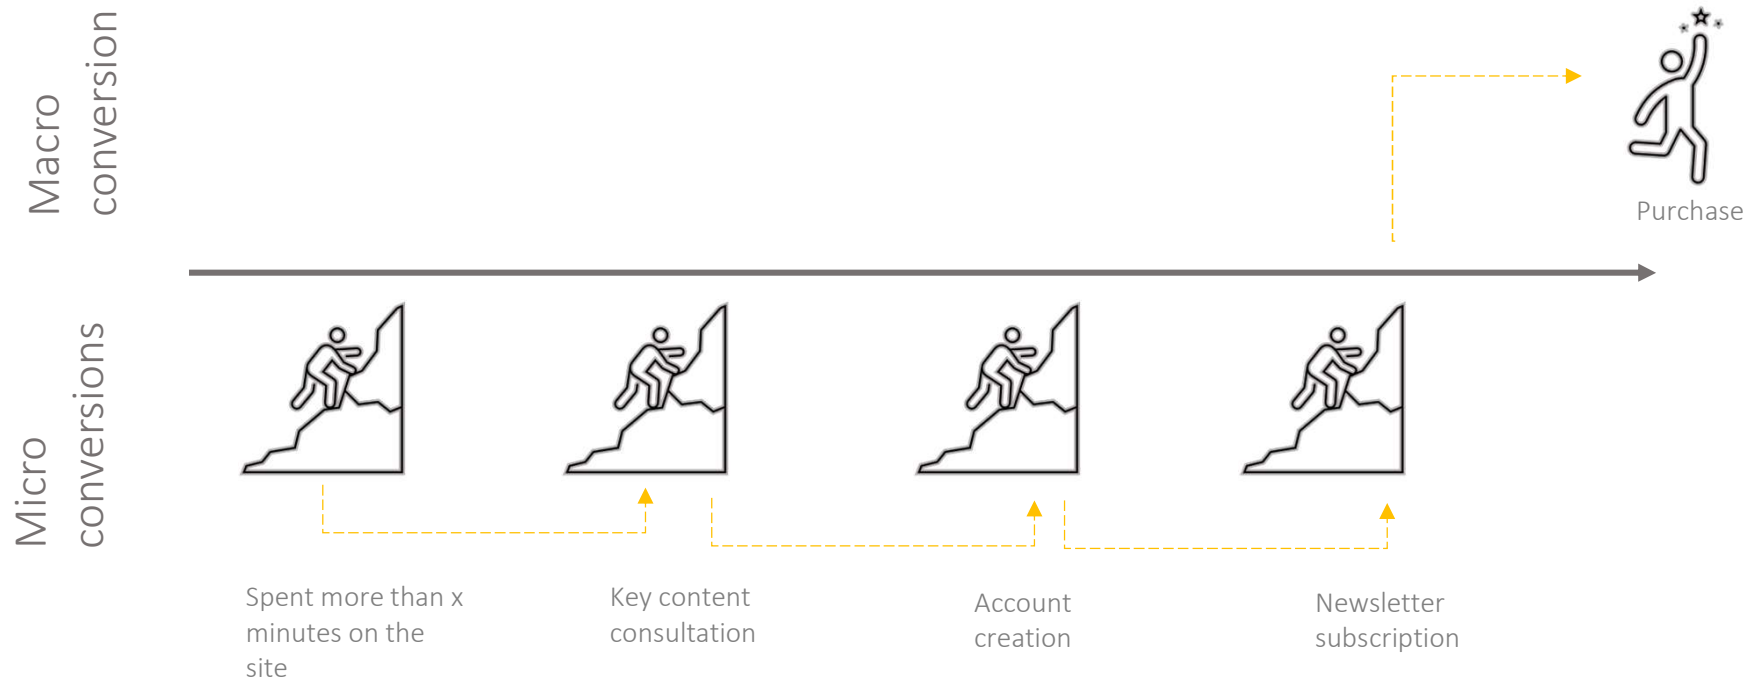 Macro
conversion
Purchase
Micro
conversions
Spent more than x
minutes on the
site
Key content
consultation
Account
creation
Newsletter
subscription